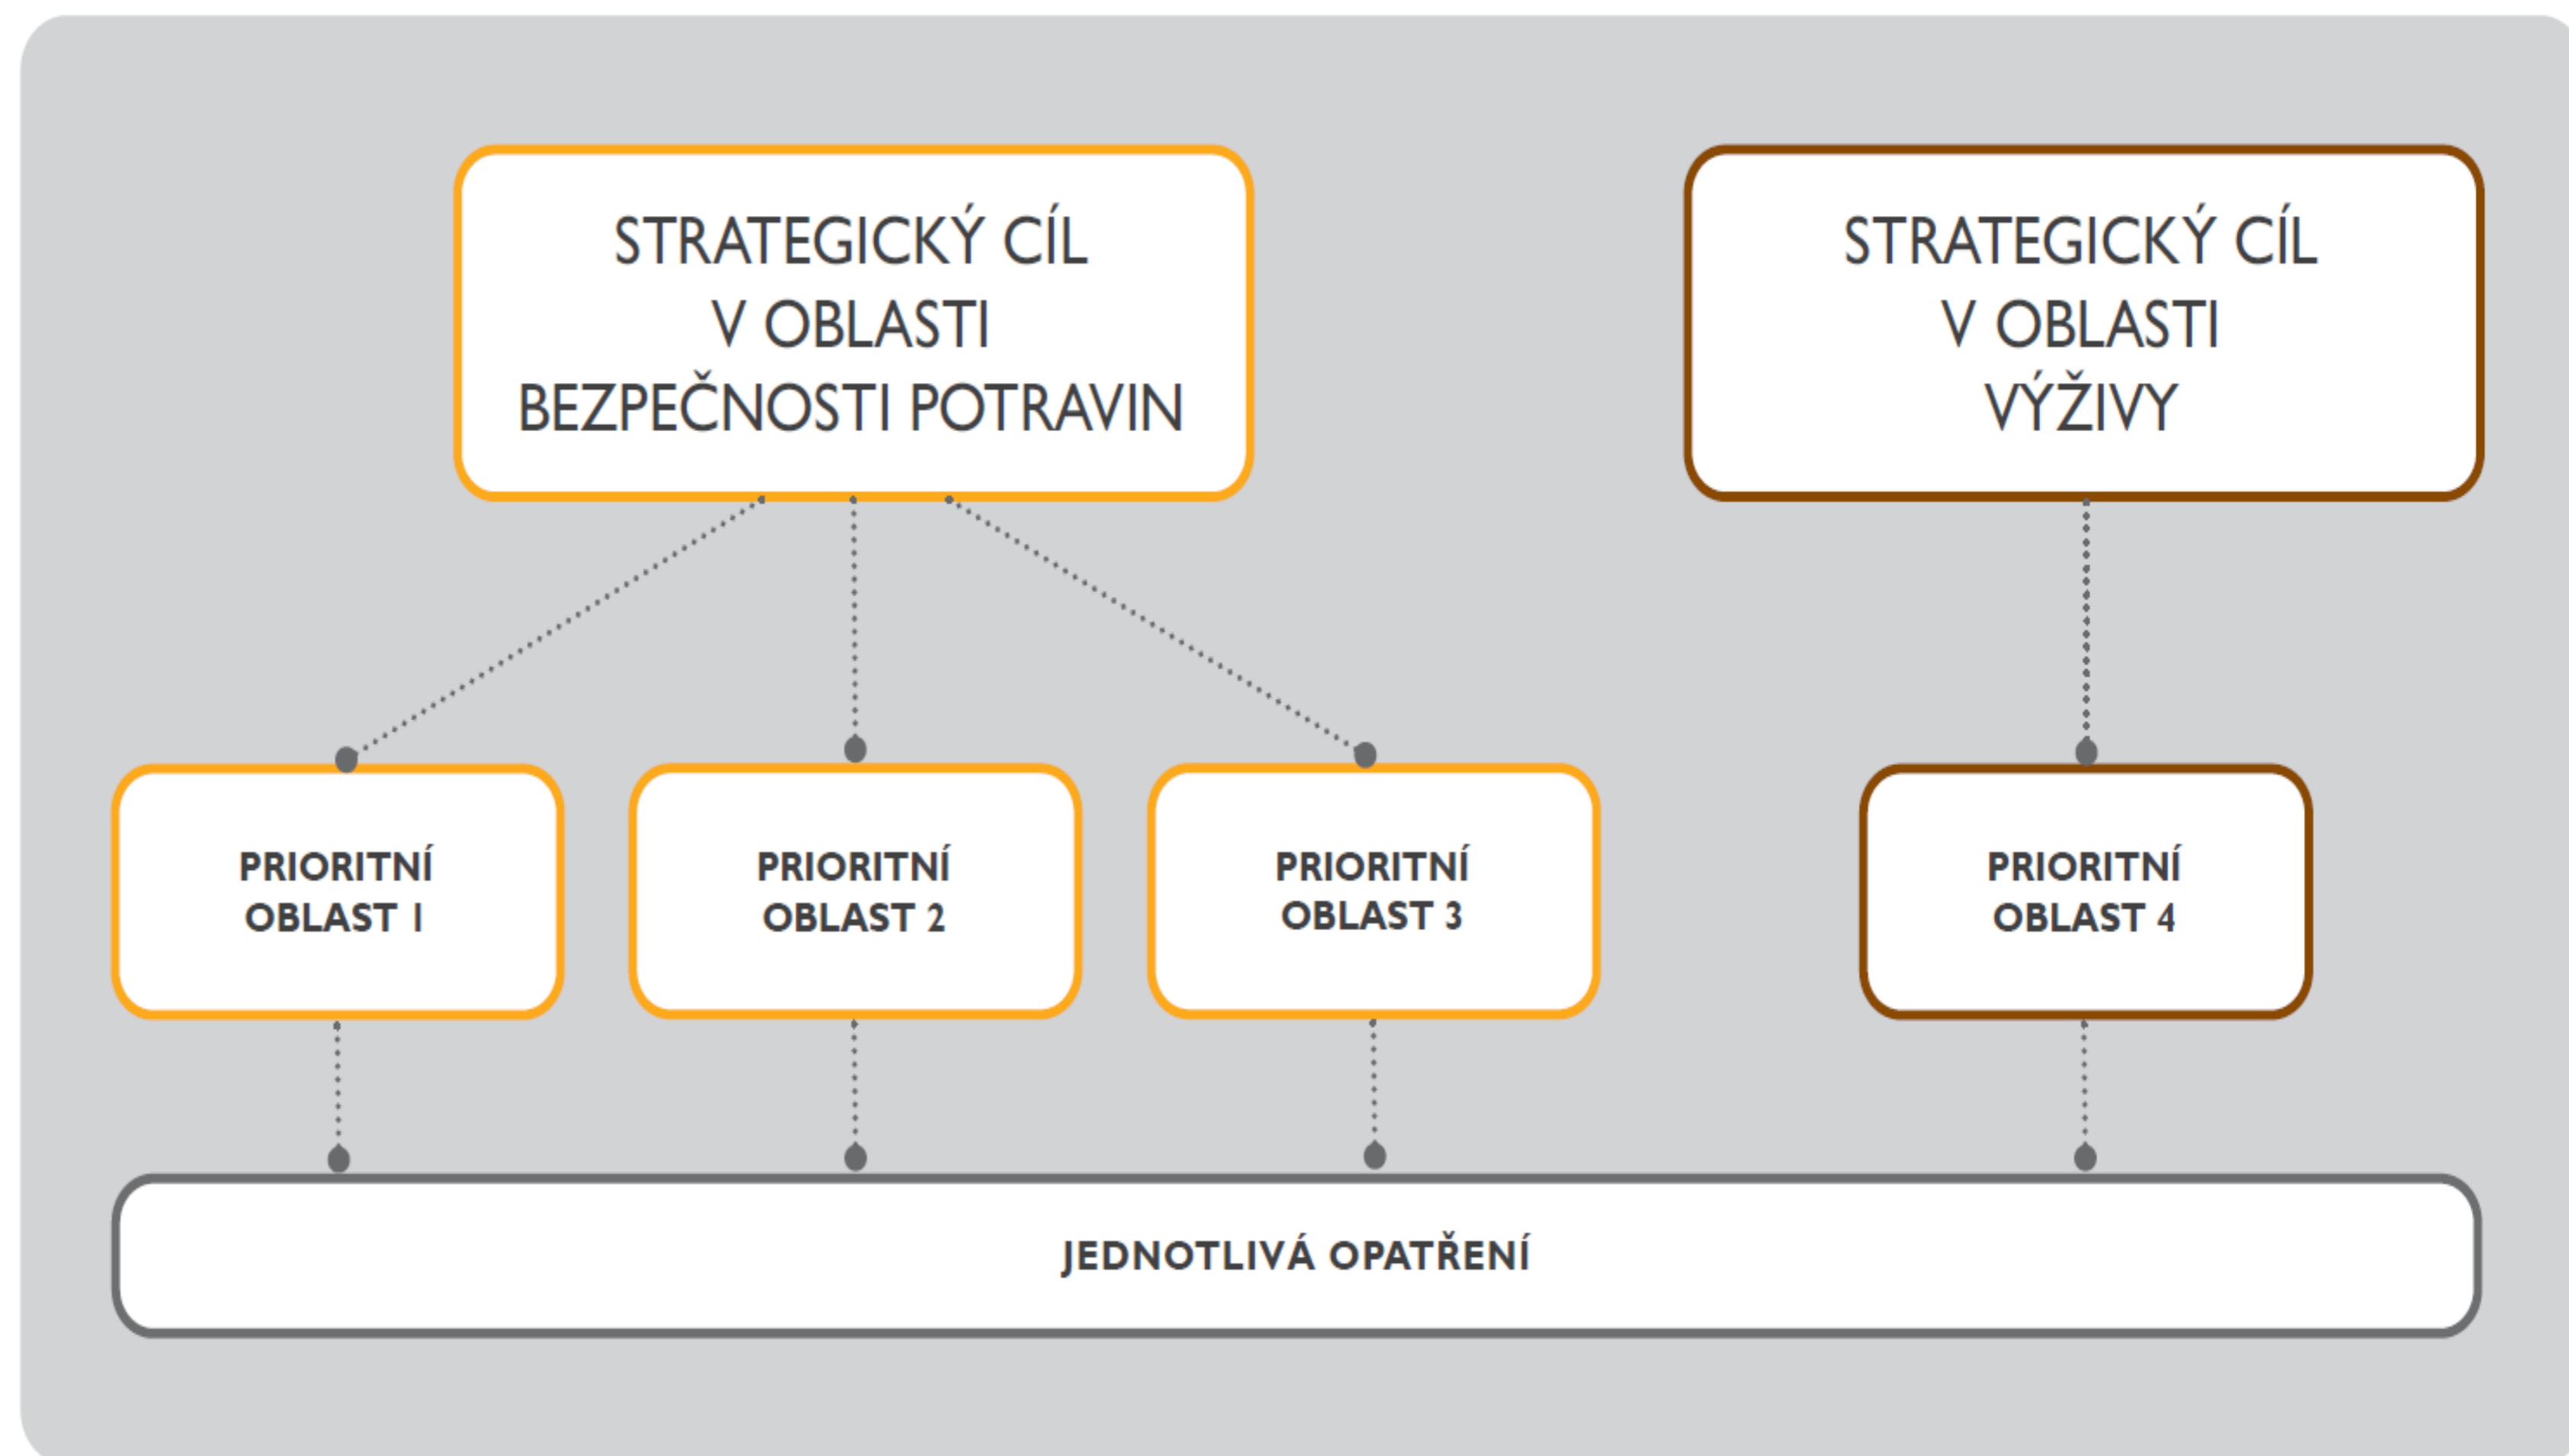 STRATEGICKÝ CÍL
V OBLASTI
BEZPEČNOSTI POTRAVIN
STRATEGICKÝ CÍL
V OBLASTI
VÝŽIVY
PRIORITNÍ
OBLAST 1
PRIORITNÍ
OBLAST 2
PRIORITNÍ
OBLAST 3
PRIORITNÍ
OBLAST 4
JEDNOTLIVÁ OPATŘENÍ